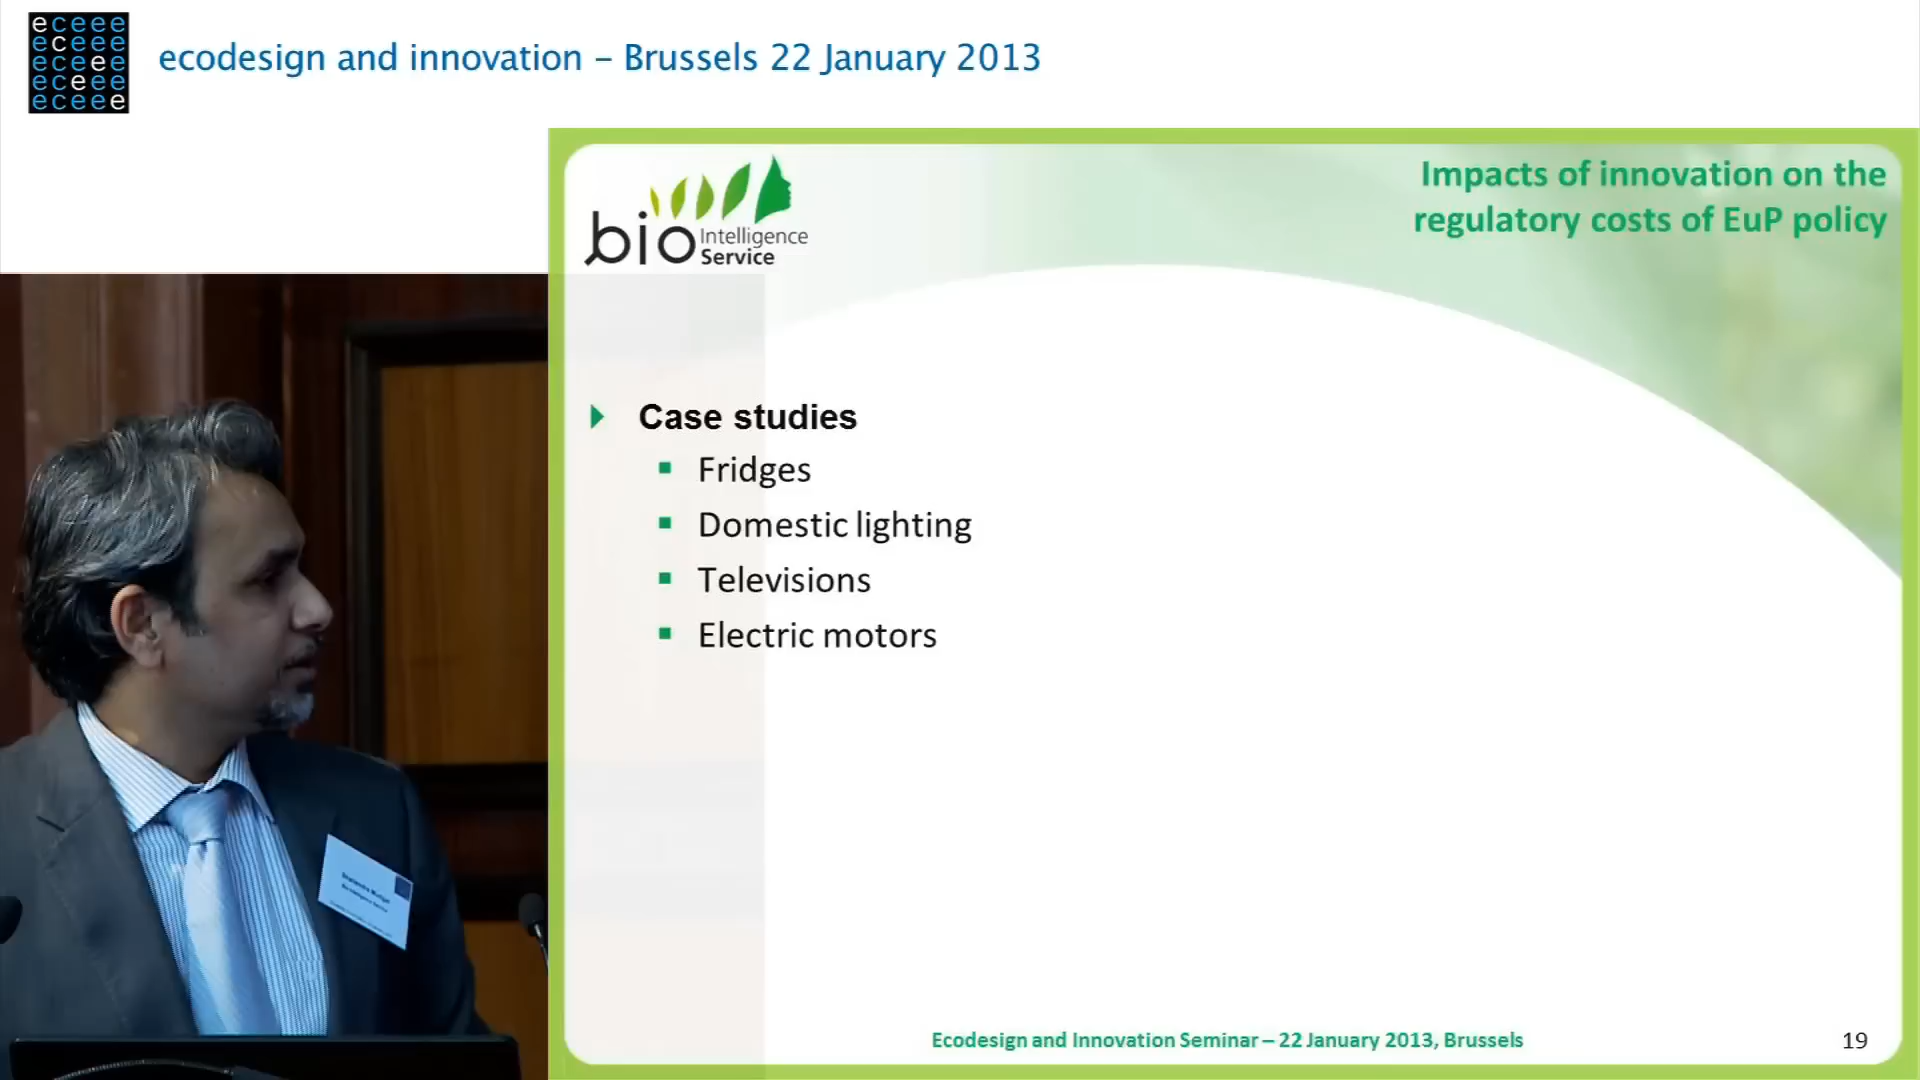 eceee
eceee
eceee
eceee
eceee
ecodesign and innovation – Brussels 22 January 2013
bio Intelligence
Service
Impacts of innovation on the
regulatory costs of EuP policy
Case studies
Fridges
Domestic lighting
Televisions
Electric motors
Ecodesign and Innovation Seminar – 22 January 2013, Brussels
19